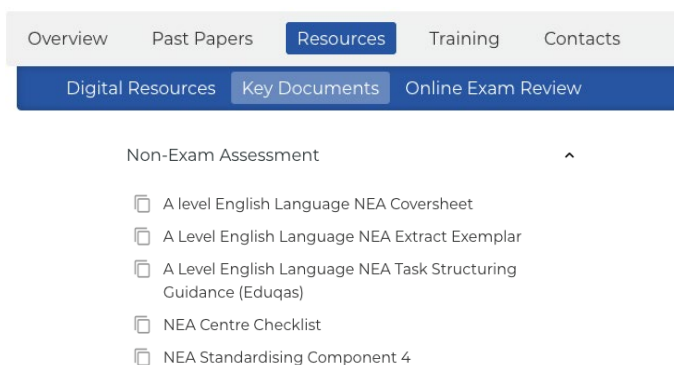 Overview Past Papers Resources Training Contacts
Digital Resources Key Documents Online Exam Review
Non-Exam Assessment
A level English Language NEA Coversheet
A Level English Language NEA Extract Exemplar
A Level English Language NEA Task Structuring
Guidance (Eduqas)
NEA Centre Checklist
NEA Standardising Component 4